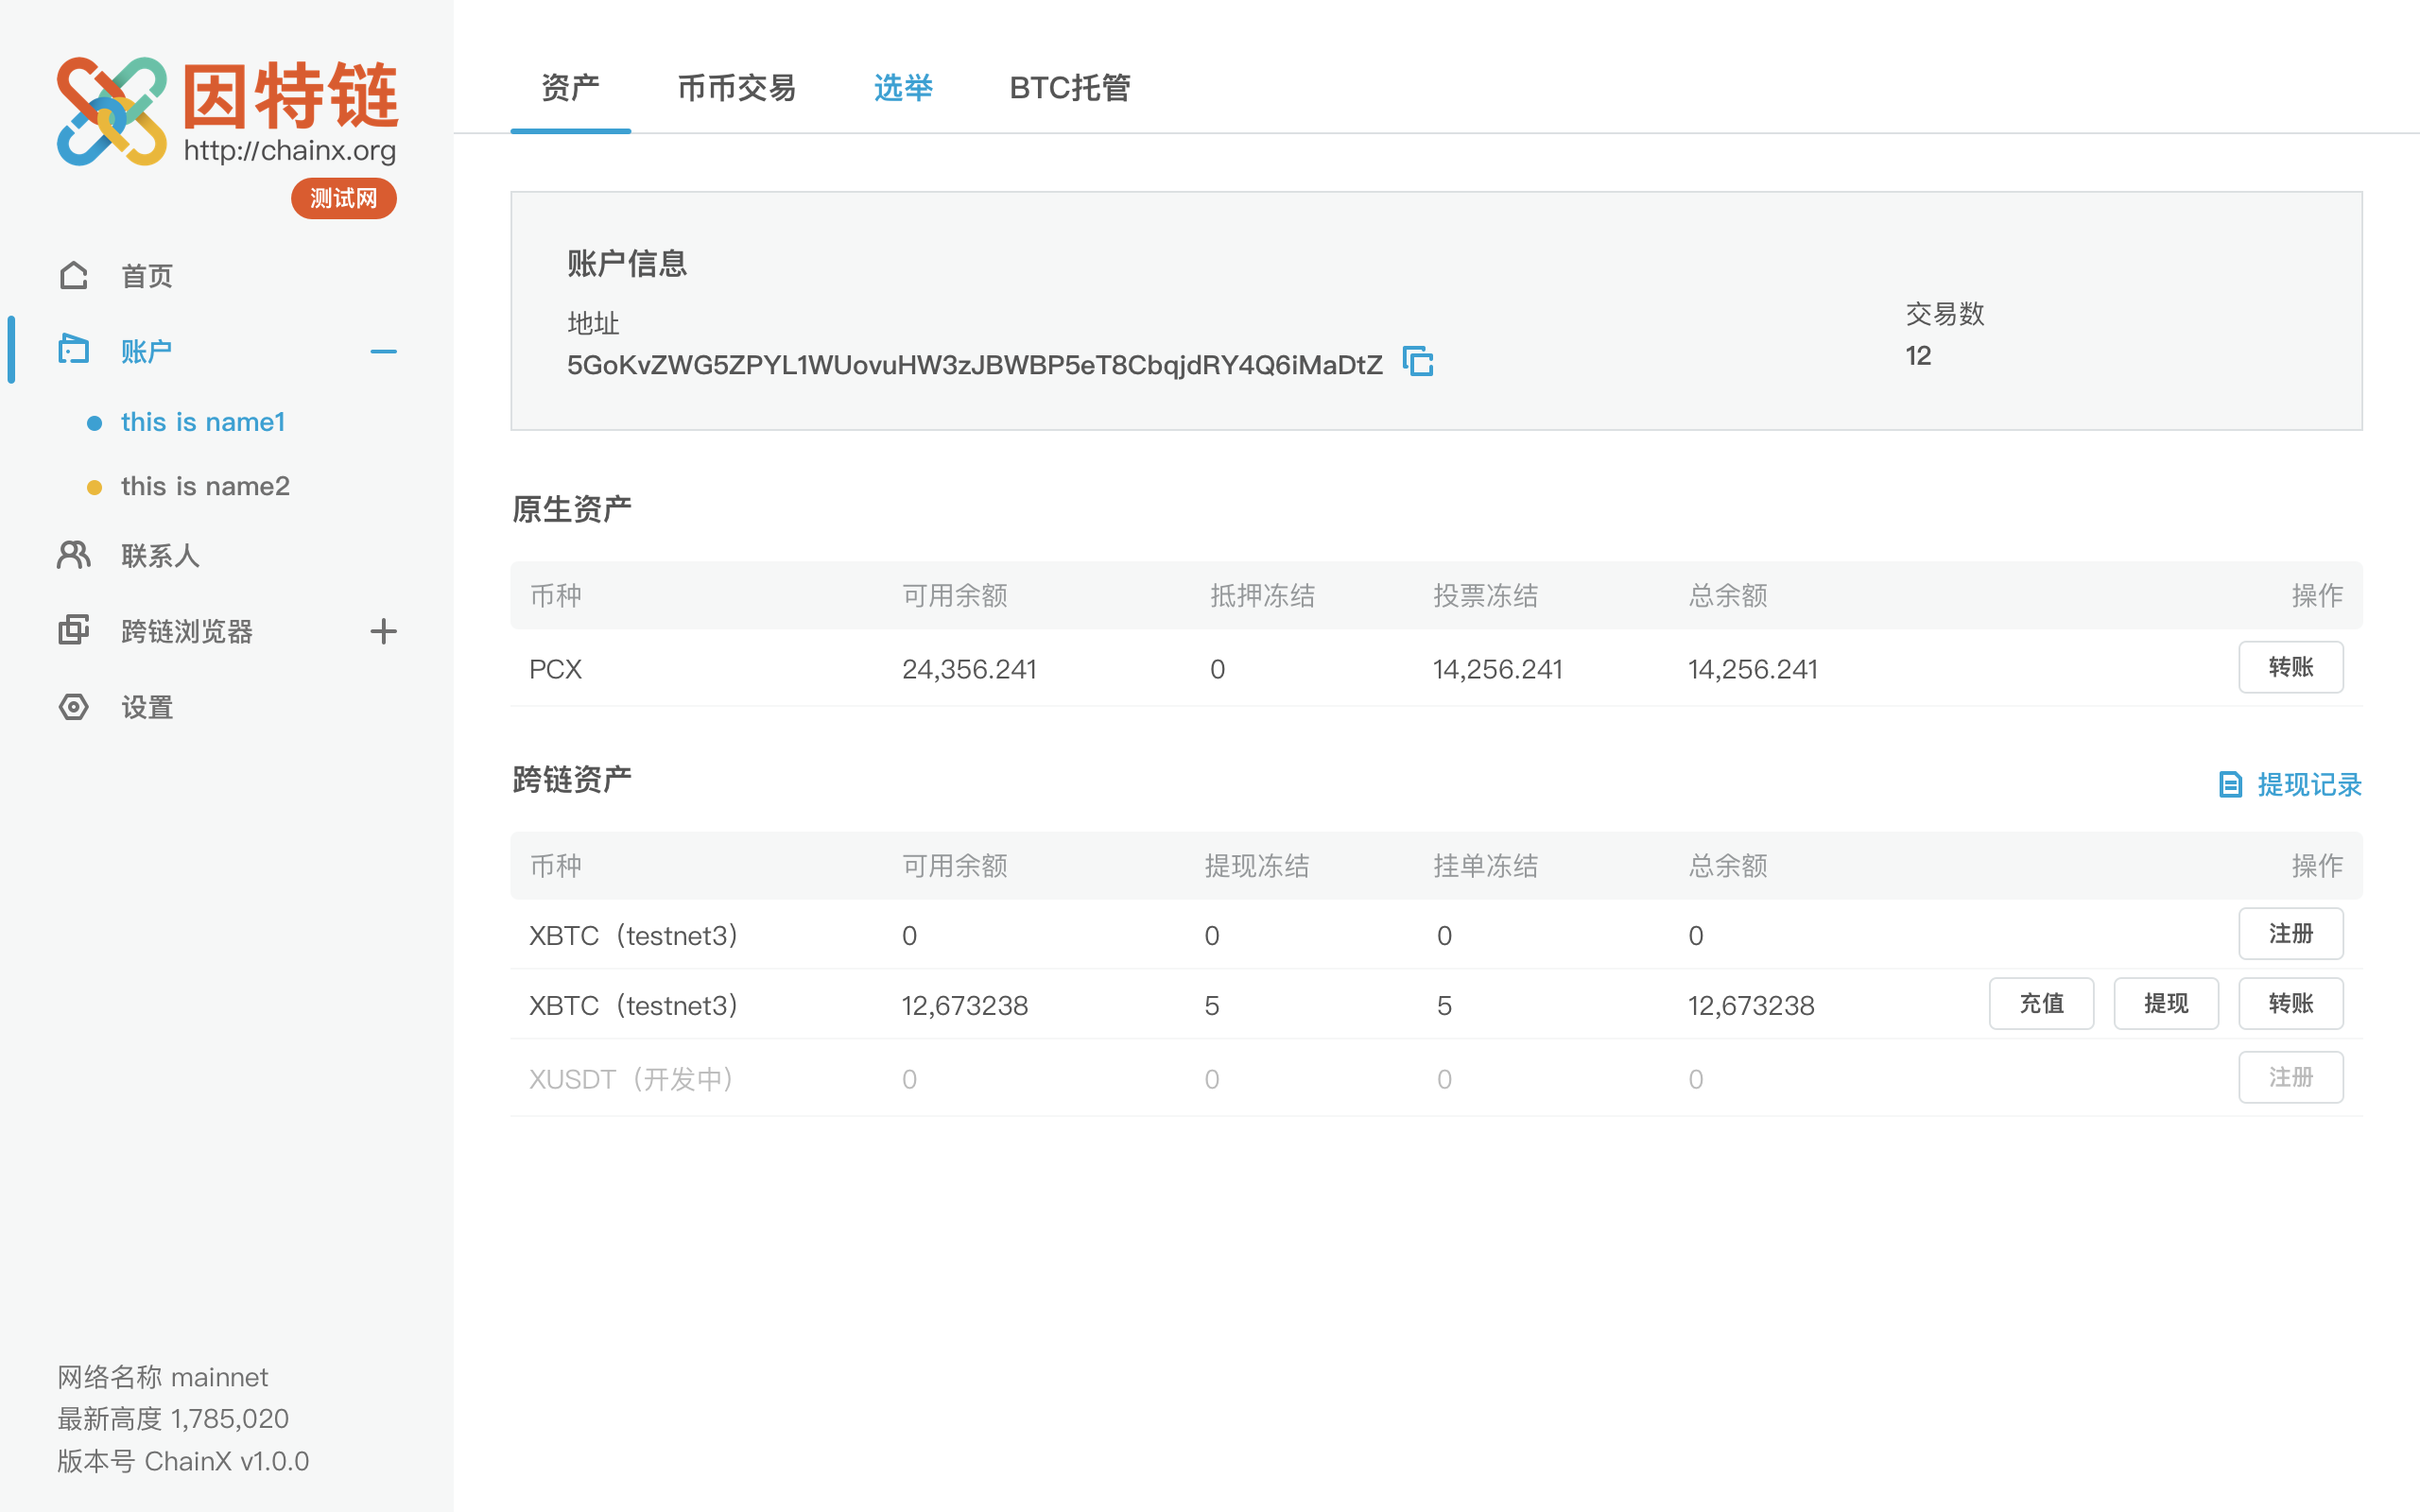 因特链
http://chainx.org
测试网
首页
账户
this is name1
this is name2
联系人
跨链浏览器
设置
网络名称 mainnet
最新高度 1,785,020
版本号 ChainX v1.0.0
资产 币币交易 选举 BTC托管
账户信息
地址
5GoKvZWG5ZPYL1WUovuHW3zJBWBP5eT8CbqjdRY4Q6iMaDtZ
交易数
12
原生资产
币种 可用余额 抵押冻结 投票冻结 总余额 操作
PCX 24,356.241 0 14,256.241 14,256.241 转账
跨链资产 提现记录
币种 可用余额 提现冻结 挂单冻结 总余额 操作
XBTC（testnet3） 0 0 0 0 注册
XBTC（testnet3） 12,673238 5 5 12,673238 充值 提现 转账
XUSDT（开发中） 0 0 0 0 注册